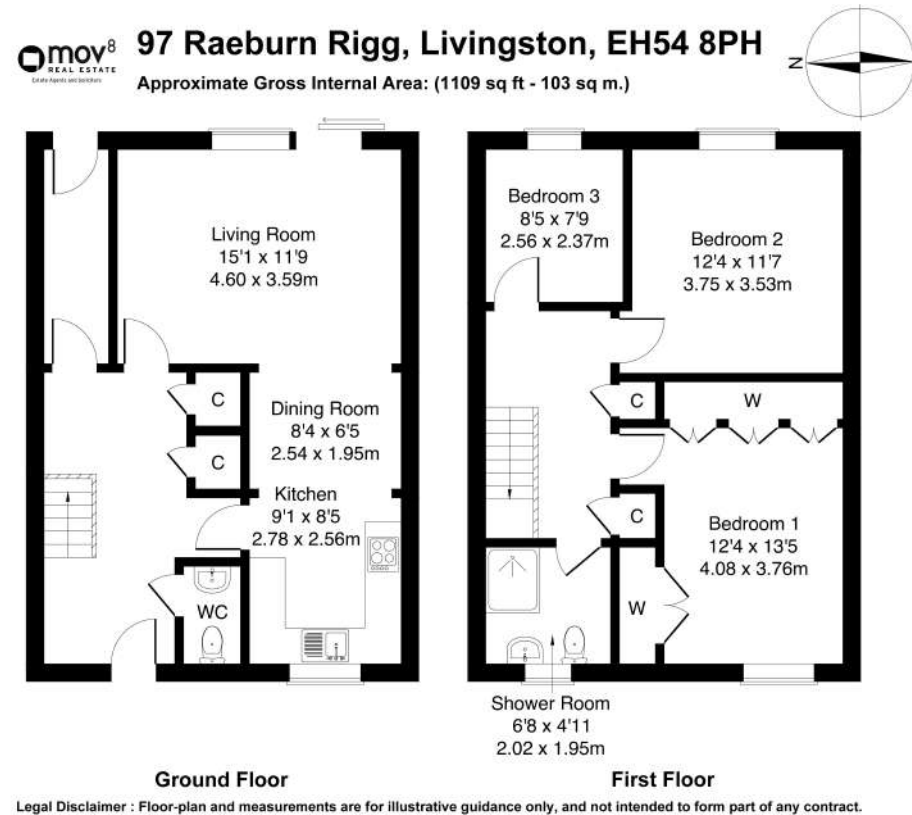 mov8
REAL ESTATE
Estate Agents and Solicitors
97 Raeburn Rigg, Livingston, EH54 8PH
Approximate Gross Internal Area: (1109 sq ft - 103 sq m.)
N
Living Room
15'1 x 11'9
4.60 x 3.59m
C
C
Dining Room
8'4 x 6'5
2.54 x 1.95m
Kitchen
9'1 x 8'5
2.78 x 2.56m
WC
Ground Floor
Bedroom 3
8'5 x 7'9
2.56 x 2.37m
Bedroom 2
12'4 x 11'7
3.75 x 3.53m
C
W
C
Bedroom 1
12'4 x 13'5
4.08 x 3.76m
W
Shower Room
6'8 x 4'11
2.02 x 1.95m
First Floor
Legal Disclaimer : Floor-plan and measurements are for illustrative guidance only, and not intended to form part of any contract.